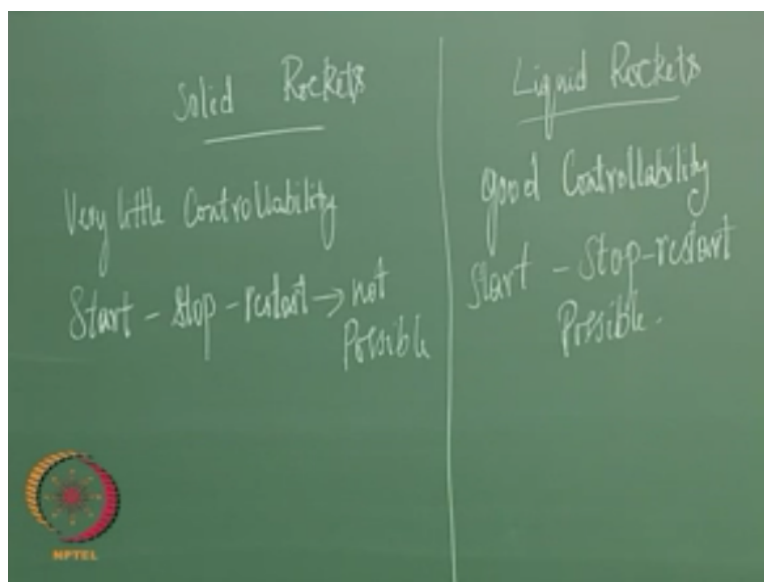 Solid Rockets
Very little Controllability
Start - Stop - restart → not
Possible
Liquid Rockets
good Controllability
Start - Stop - restart
Possible.
NPTEL